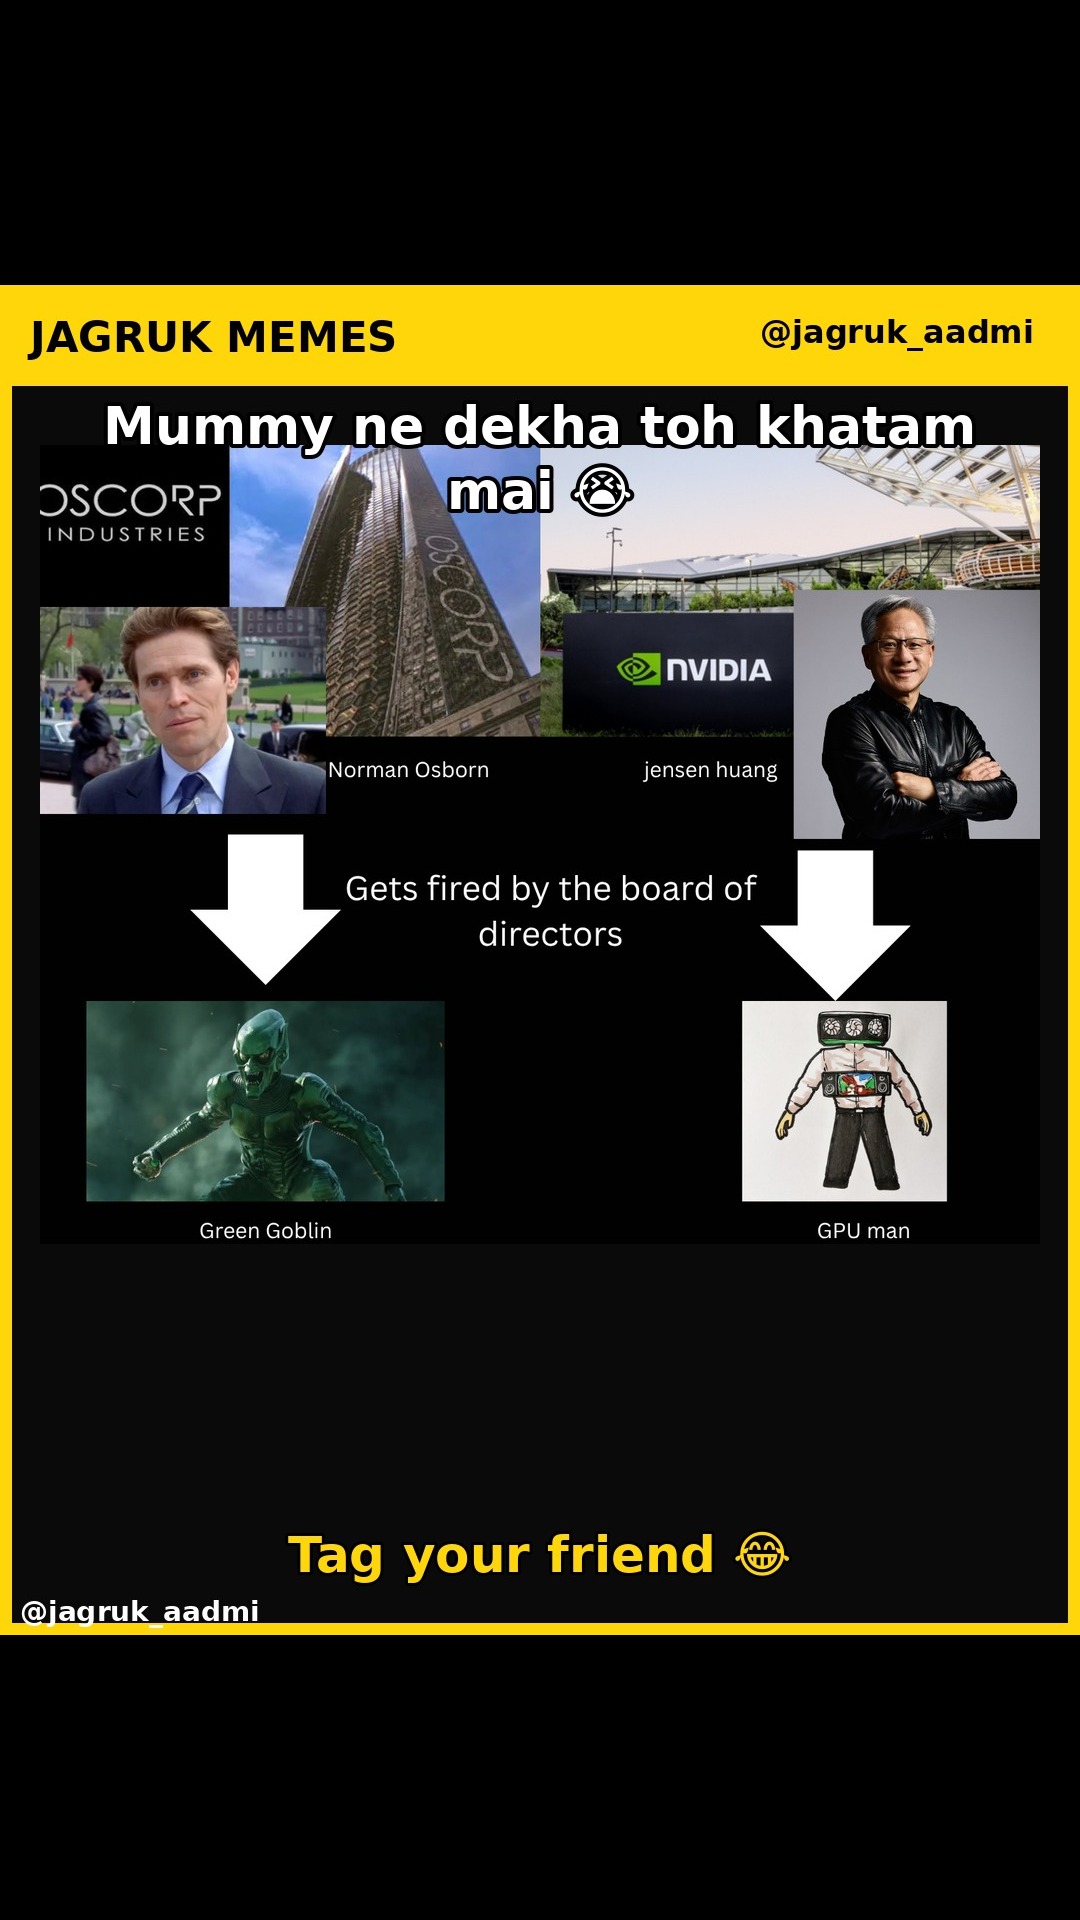 JAGRUK MEMES
@jagruk_aadmi
Mummy ne dekha toh khatam
mai 😭
OSCORP
INDUSTRIES
OSCORP
NVIDIA
Norman Osborn
jensen huang
Gets fired by the board of
directors
Green Goblin
GPU man
Tag your friend 😂
@jagruk_aadmi